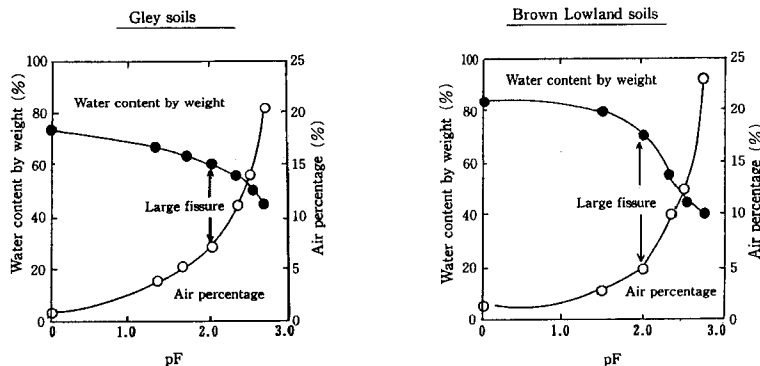 Gley soils
Water content by weight (%)
100
80
60
40
20
0
Water content by weight
Large fissure
Air percentage
25
20
15
10
5
0
Air percentage (%)
0 1.0 2.0 3.0
pF
Brown Lowland soils
Water content by weight (%)
100
80
60
40
20
0
Water content by weight
Large fissure
Air percentage
25
20
15
10
5
0
Air percentage (%)
0 1.0 2.0 3.0
pF